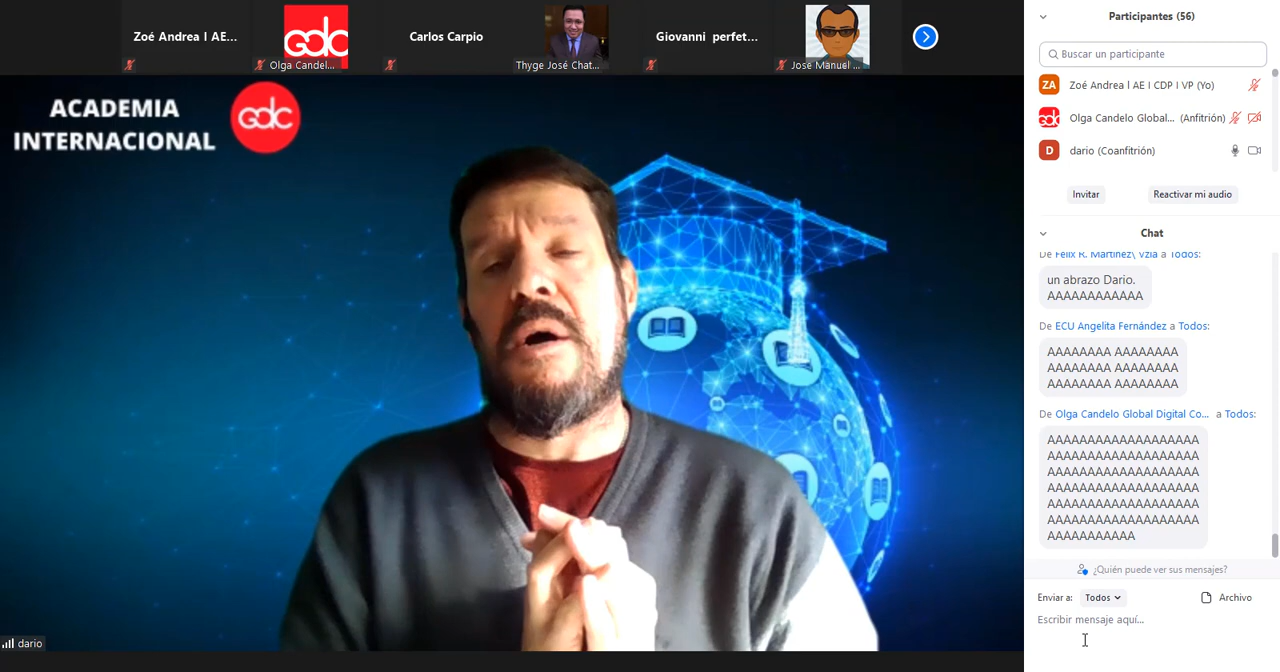 Zoé Andrea I AE...
Olga Candel...
Carlos Carpio
Thyge José Chat...
Giovanni perfet...
Jose Manuel ...
ACADEMIA
INTERNACIONAL
GDC
dario
Participantes (56)
Buscar un participante
ZA Zoé Andrea I AE I CDP I VP (Yo)
Olga Candelo Global... (Anfitrión)
D dario (Coanfitrión)
Invitar Reactivar mi audio
Chat
De Felix R. Martinez\ Vzla a Todos:
un abrazo Dario.
AAAAAAAAAAAA
De ECU Angelita Fernández a Todos:
AAAAAAAA AAAAAAAA
AAAAAAAA AAAAAAAA
AAAAAAAA AAAAAAAA
De Olga Candelo Global Digital Co... a Todos:
AAAAAAAAAAAAAAAAAAA
AAAAAAAAAAAAAAAAAAA
AAAAAAAAAAAAAAAAAAA
AAAAAAAAAAAAAAAAAAA
AAAAAAAAAAAAAAAAAAA
AAAAAAAAAAAAAAAAAAA
AAAAAAAAAAA
¿Quién puede ver sus mensajes?
Enviar a: Todos Archivo
Escribir mensaje aquí...